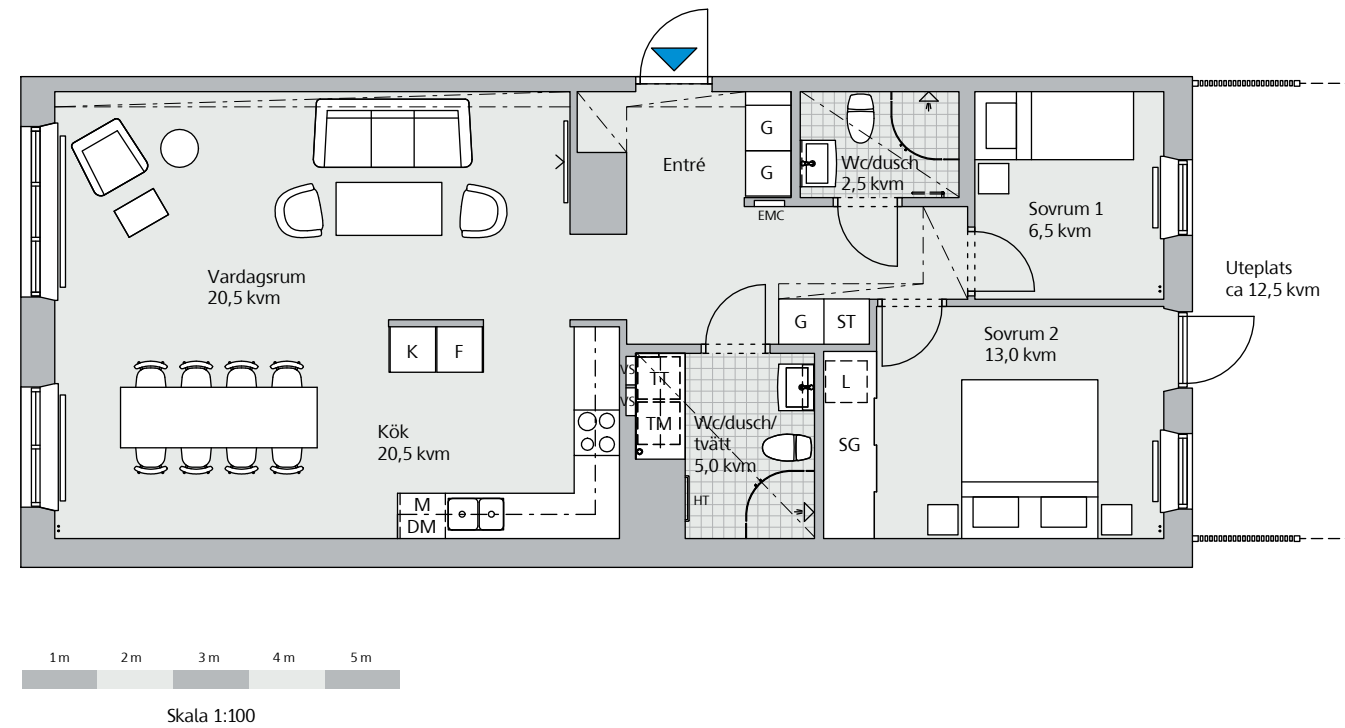 G
Entré
G
EMC
Wc/dusch
2,5 kvm
Sovrum 1
6,5 kvm
Vardagsrum
20,5 kvm
Uteplats
ca 12,5 kvm
G
ST
Sovrum 2
13,0 kvm
K
F
VS
TT
VS
TM
Wc/dusch/
tvätt
5,0 kvm
L
SG
Kök
20,5 kvm
HT
M
DM
1 m
2 m
3 m
4 m
5 m
Skala 1:100